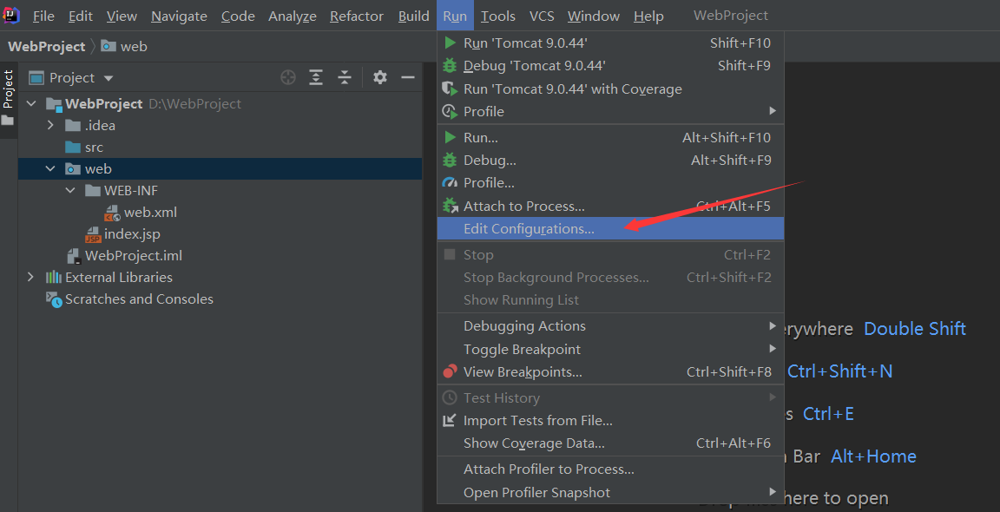 File Edit View Navigate Code Analyze Refactor Build Run Tools VCS Window Help WebProject
WebProject web
Project
Project
WebProject D:\WebProject
.idea
src
web
WEB-INF
web.xml
index.jsp
WebProject.iml
External Libraries
Scratches and Consoles
Run 'Tomcat 9.0.44' Shift+F10
Debug 'Tomcat 9.0.44' Shift+F9
Run 'Tomcat 9.0.44' with Coverage
Profile
Run... Alt+Shift+F10
Debug... Alt+Shift+F9
Profile...
Attach to Process... Ctrl+Alt+F5
Edit Configurations...
Stop Ctrl+F2
Stop Background Processes... Ctrl+Shift+F2
Show Running List
Debugging Actions
Toggle Breakpoint
View Breakpoints... Ctrl+Shift+F8
Test History
Import Tests from File...
Show Coverage Data... Ctrl+Alt+F6
Attach Profiler to Process...
Open Profiler Snapshot
erywhere Double Shift
Ctrl+Shift+N
s Ctrl+E
Bar Alt+Home
here to open